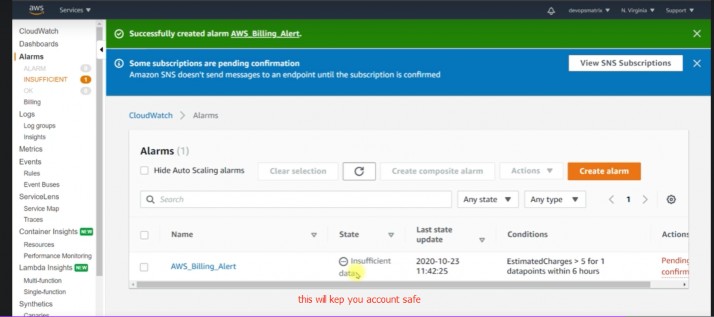 aws
Services ▼
devopsmatrix ▼
N. Virginia ▼
Support ▼
CloudWatch
Dashboards
Alarms
ALARM 0
INSUFFICIENT 1
OK 0
Billing
Logs
Log groups
Insights
Metrics
Events
Rules
Event Buses
ServiceLens
Service Map
Traces
Container Insights NEW
Resources
Performance Monitoring
Lambda Insights NEW
Multi-function
Single-function
Synthetics
Canaries
Successfully created alarm AWS_Billing_Alert.
Some subscriptions are pending confirmation
Amazon SNS doesn't send messages to an endpoint until the subscription is confirmed
View SNS Subscriptions
CloudWatch > Alarms
Alarms (1)
Hide Auto Scaling alarms
Clear selection
Create composite alarm
Actions ▼
Create alarm
Search
Any state ▼
Any type ▼
< 1 >
Name
State
Last state
update
Conditions
Actions
AWS_Billing_Alert
Insufficient
data
2020-10-23
11:42:25
EstimatedCharges > 5 for 1
datapoints within 6 hours
Pending
confirm
this will kep you account safe